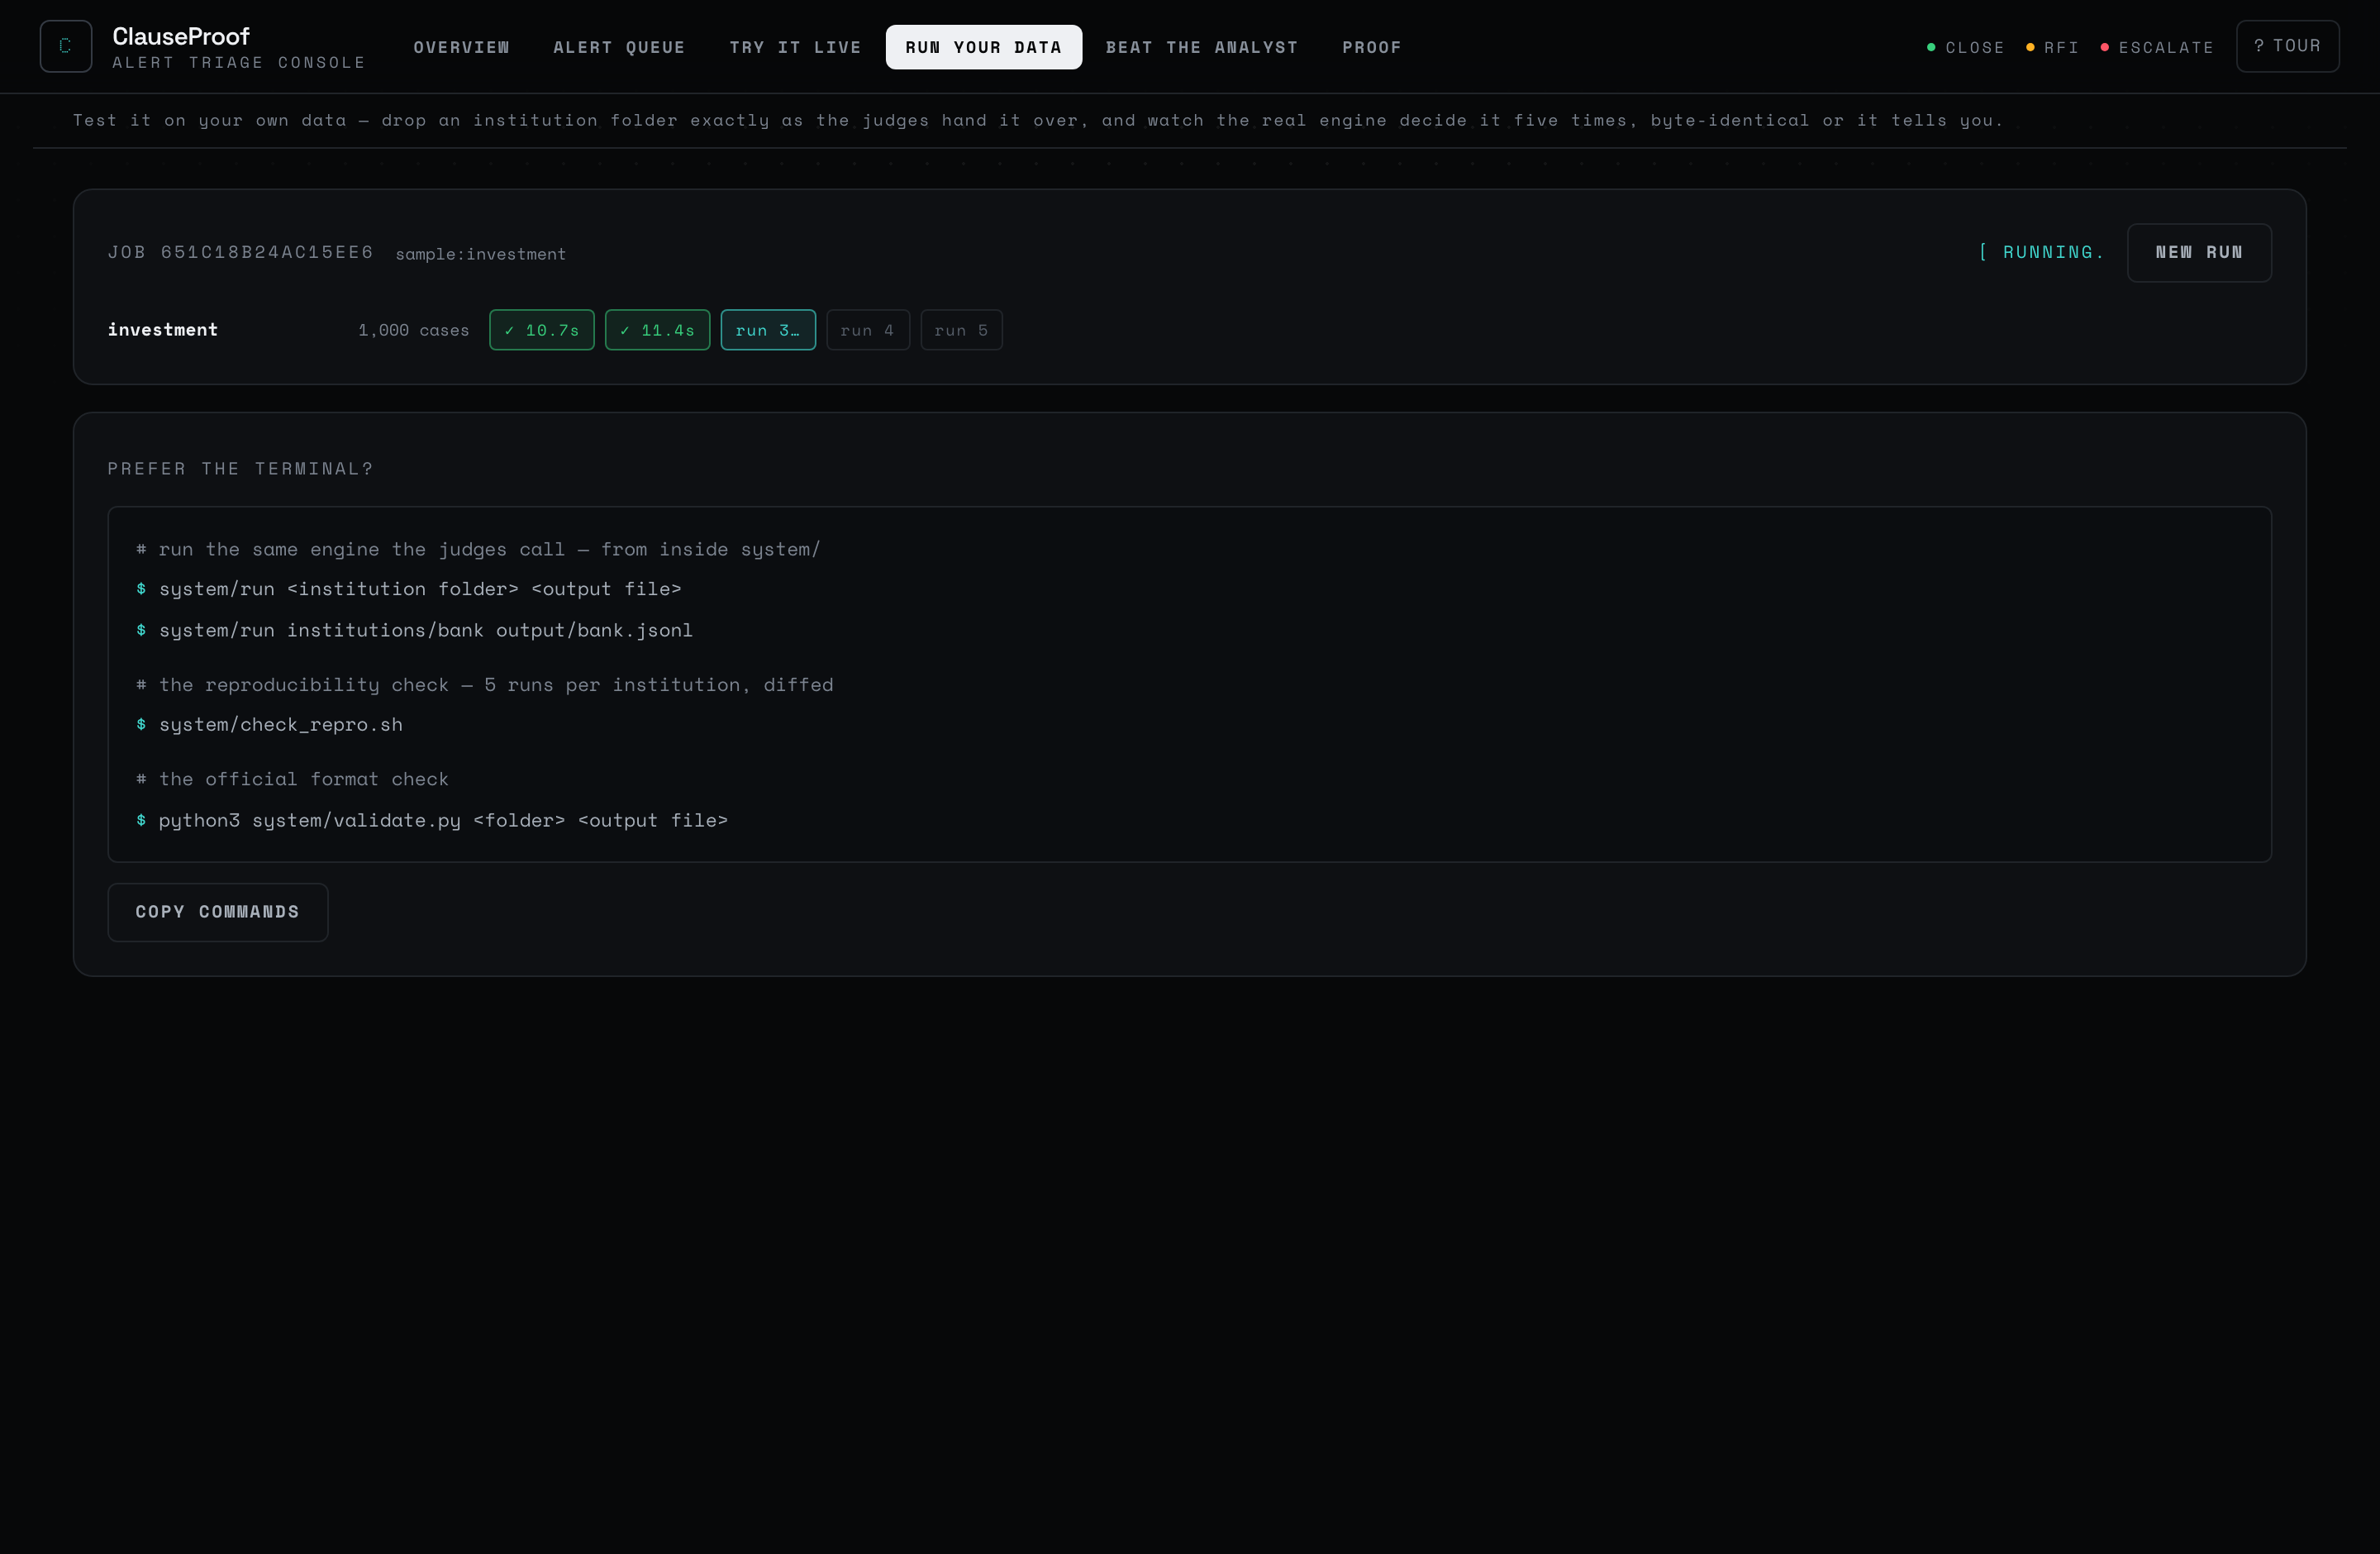 C
ClauseProof
ALERT TRIAGE CONSOLE
OVERVIEW
ALERT QUEUE
TRY IT LIVE
RUN YOUR DATA
BEAT THE ANALYST
PROOF
CLOSE
RFI
ESCALATE
? TOUR
Test it on your own data — drop an institution folder exactly as the judges hand it over, and watch the real engine decide it five times, byte-identical or it tells you.
JOB 651C18B24AC15EE6 sample:investment
[ RUNNING.
NEW RUN
investment 1,000 cases ✓ 10.7s ✓ 11.4s run 3… run 4 run 5
PREFER THE TERMINAL?
# run the same engine the judges call — from inside system/
$ system/run <institution folder> <output file>
$ system/run institutions/bank output/bank.jsonl
# the reproducibility check — 5 runs per institution, diffed
$ system/check_repro.sh
# the official format check
$ python3 system/validate.py <folder> <output file>
COPY COMMANDS